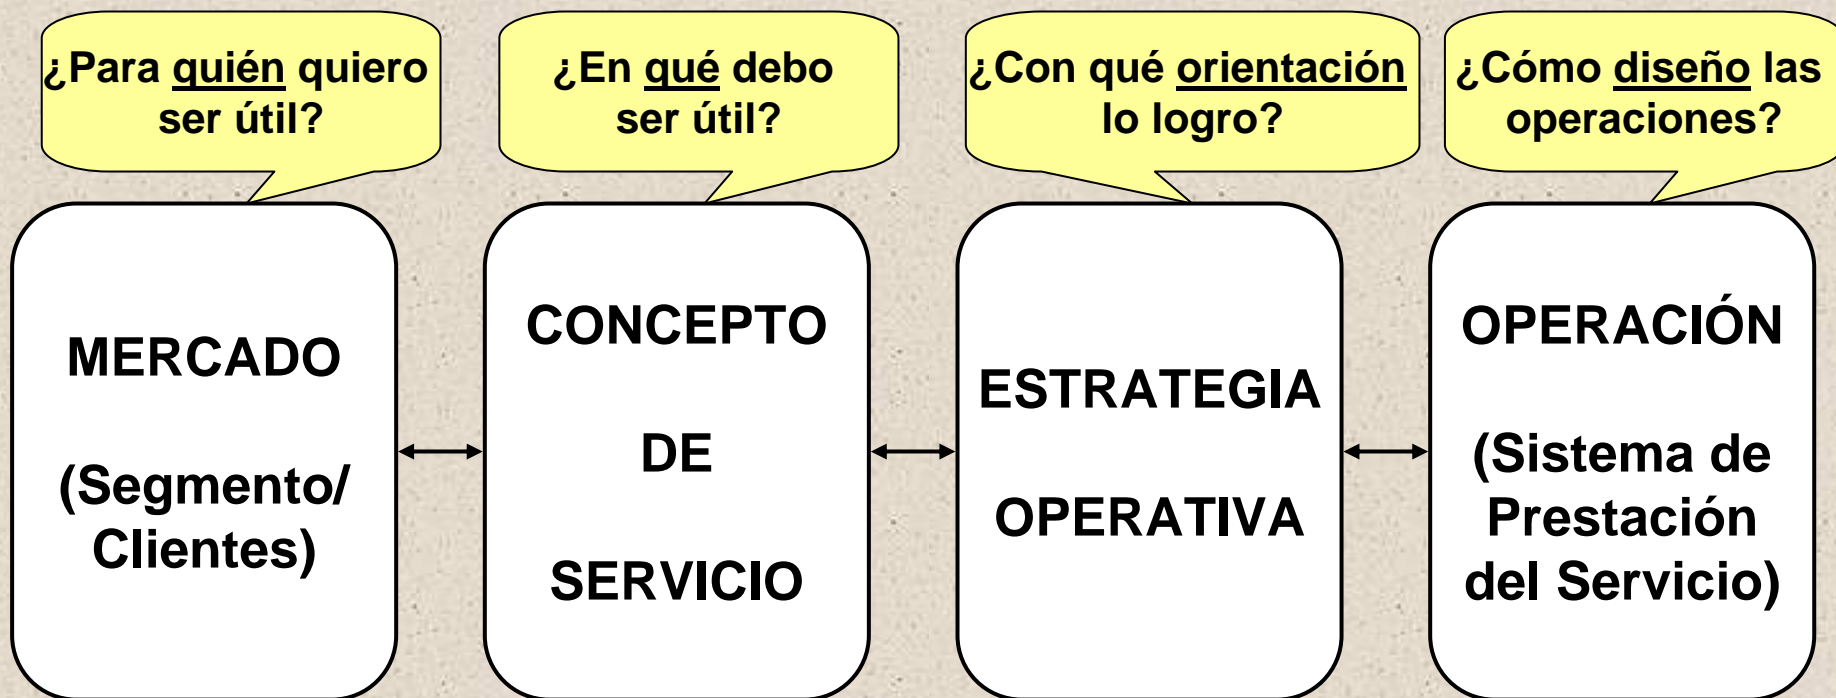 ¿Para quién quiero
ser útil?
¿En qué debo
ser útil?
¿Con qué orientación
lo logro?
¿Cómo diseño las
operaciones?
MERCADO
(Segmento/
Clientes)
CONCEPTO
DE
SERVICIO
ESTRATEGIA
OPERATIVA
OPERACIÓN
(Sistema de
Prestación
del Servicio)